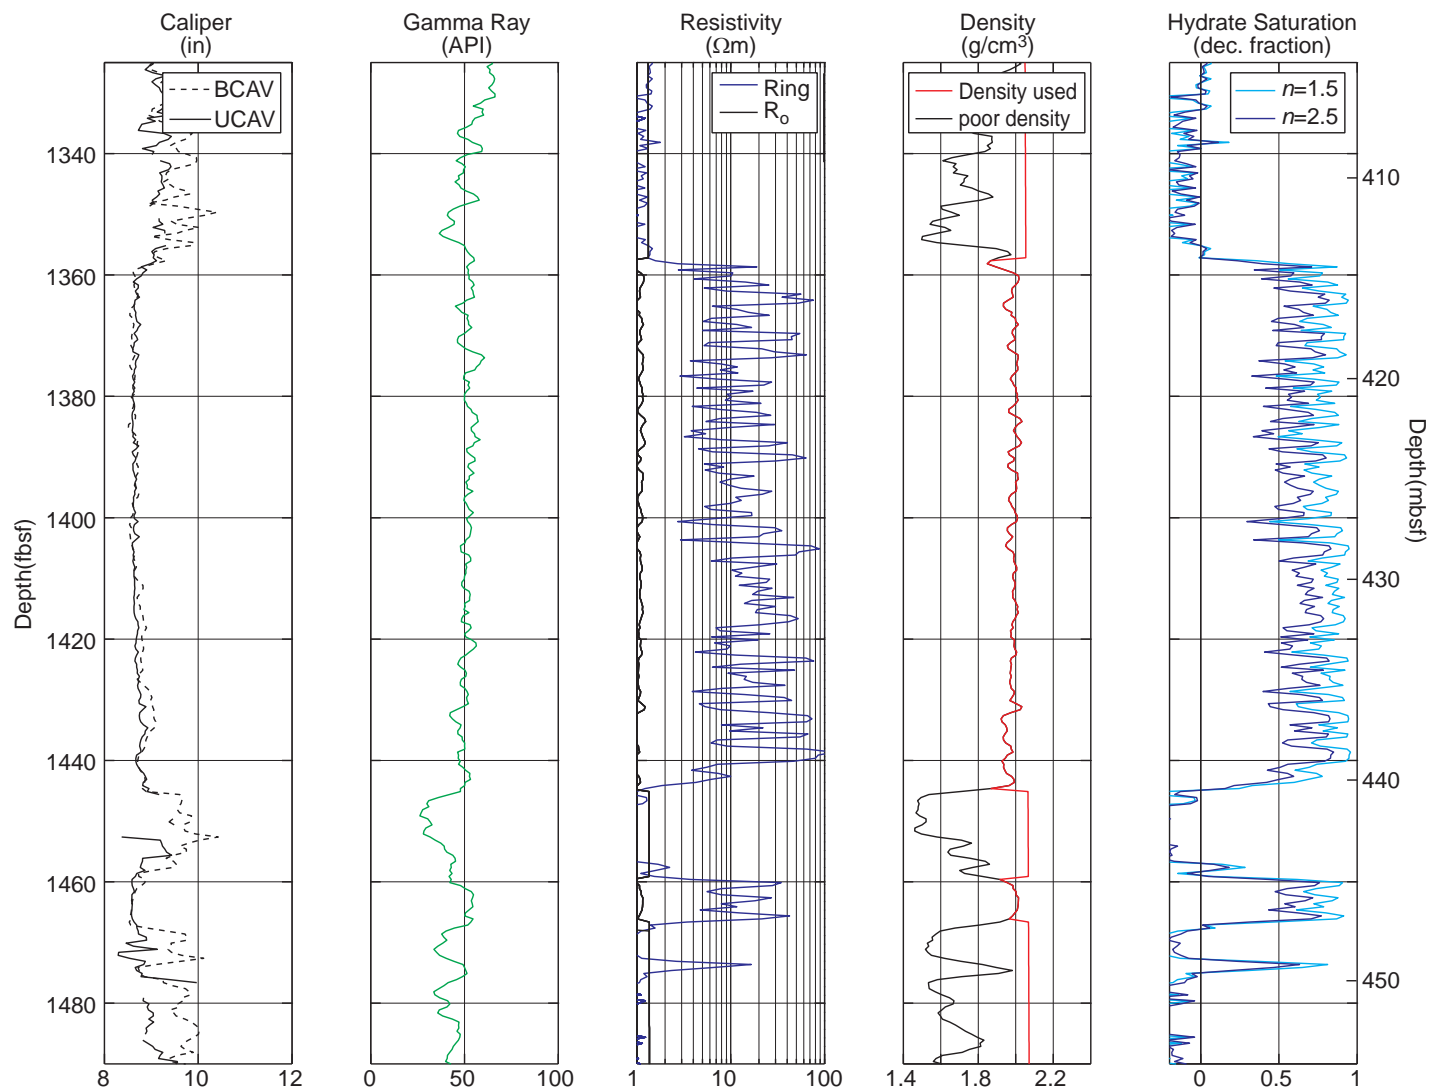 Caliper
(in)
Gamma Ray
(API)
Resistivity
(Ωm)
Density
(g/cm³)
Hydrate Saturation
(dec. fraction)
BCAV
UCAV
Ring
Rₒ
Density used
poor density
n=1.5
n=2.5
Depth(fbsf)
1340
1360
1380
1400
1420
1440
1460
1480
410
420
430
440
450
Depth(mbsf)
8 10 12
0 50 100
1 10 100
1.4 1.8 2.2
0 0.5 1